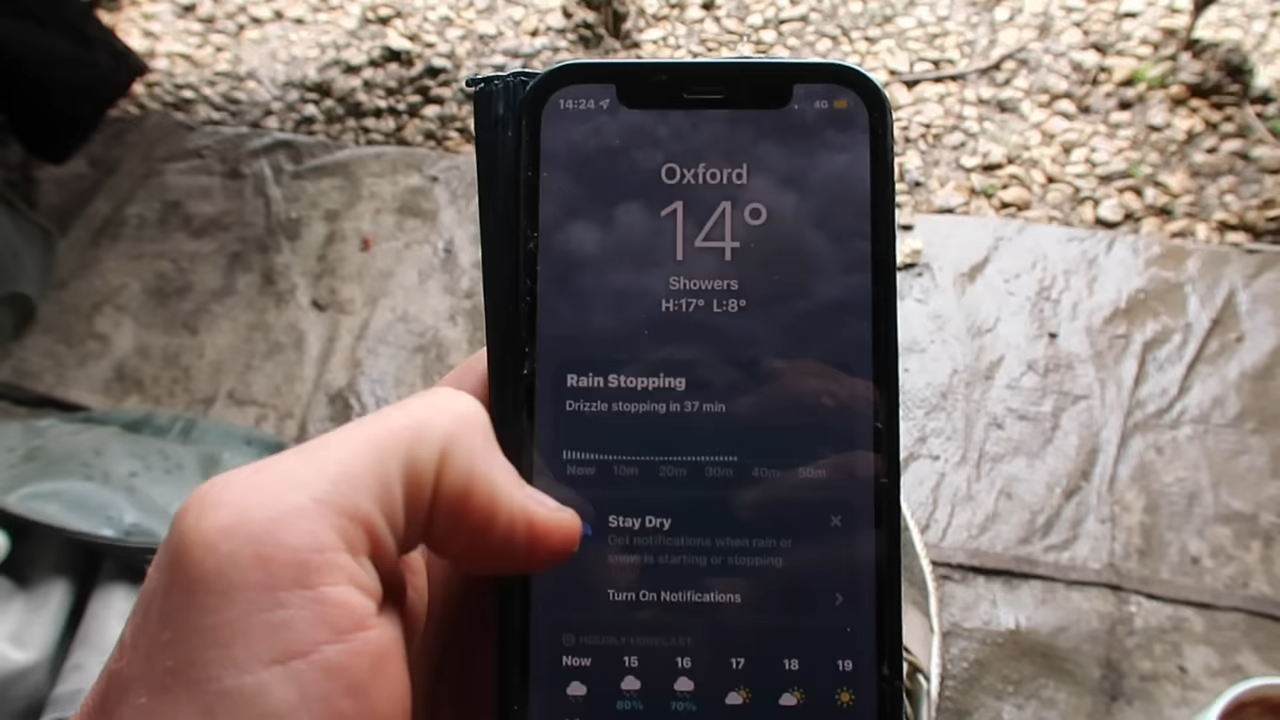 14:24 4G
Oxford
14°
Showers
H:17° L:8°
Rain Stopping
Drizzle stopping in 37 min
Now 10m 20m 30m 40m 50m
Stay Dry
Get notifications when rain or
snow is starting or stopping.
Turn On Notifications
HOURLY FORECAST
Now 15 16 17 18 19
80% 70%